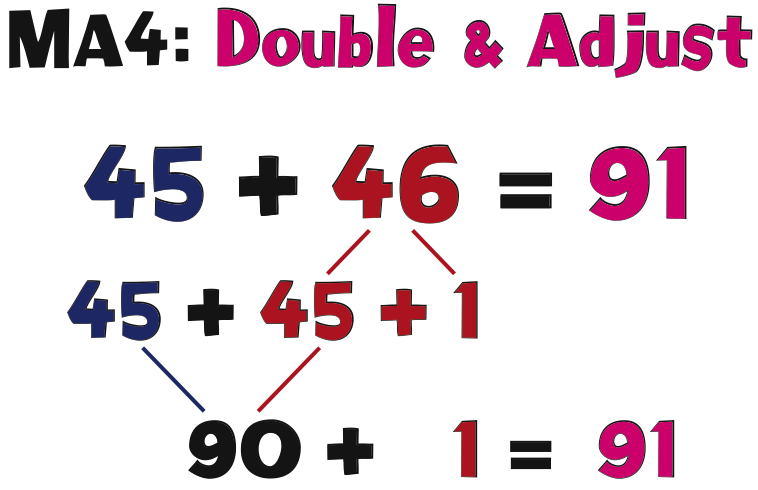 MA4: Double & Adjust
45 + 46 = 91
45 + 45 + 1
90 + 1 = 91